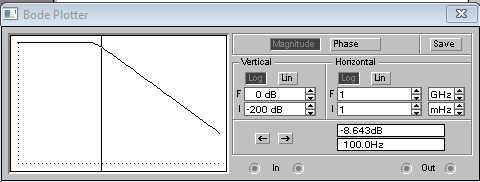 Bode Plotter
Magnitude Phase Save
Vertical Horizontal
Log Lin Log Lin
F 0 dB F 1 GHz
I -200 dB I 1 mHz
-8.643dB
100.0Hz
In Out